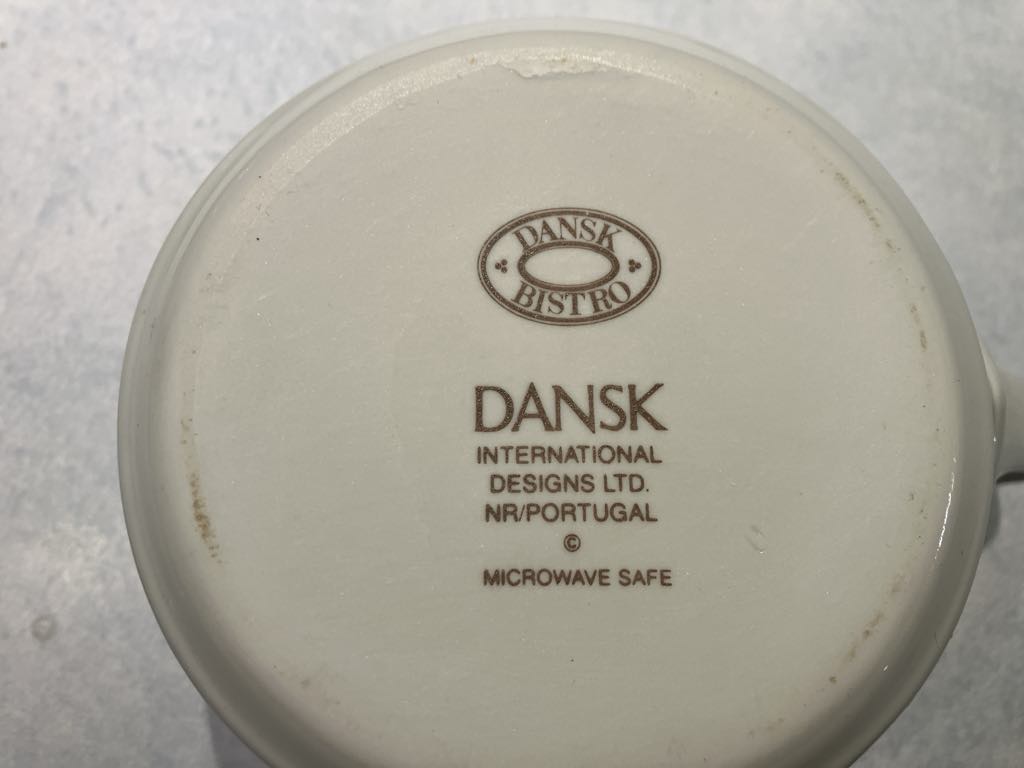 DANSK
BISTRO
DANSK
INTERNATIONAL
DESIGNS LTD.
NR/PORTUGAL
©
MICROWAVE SAFE